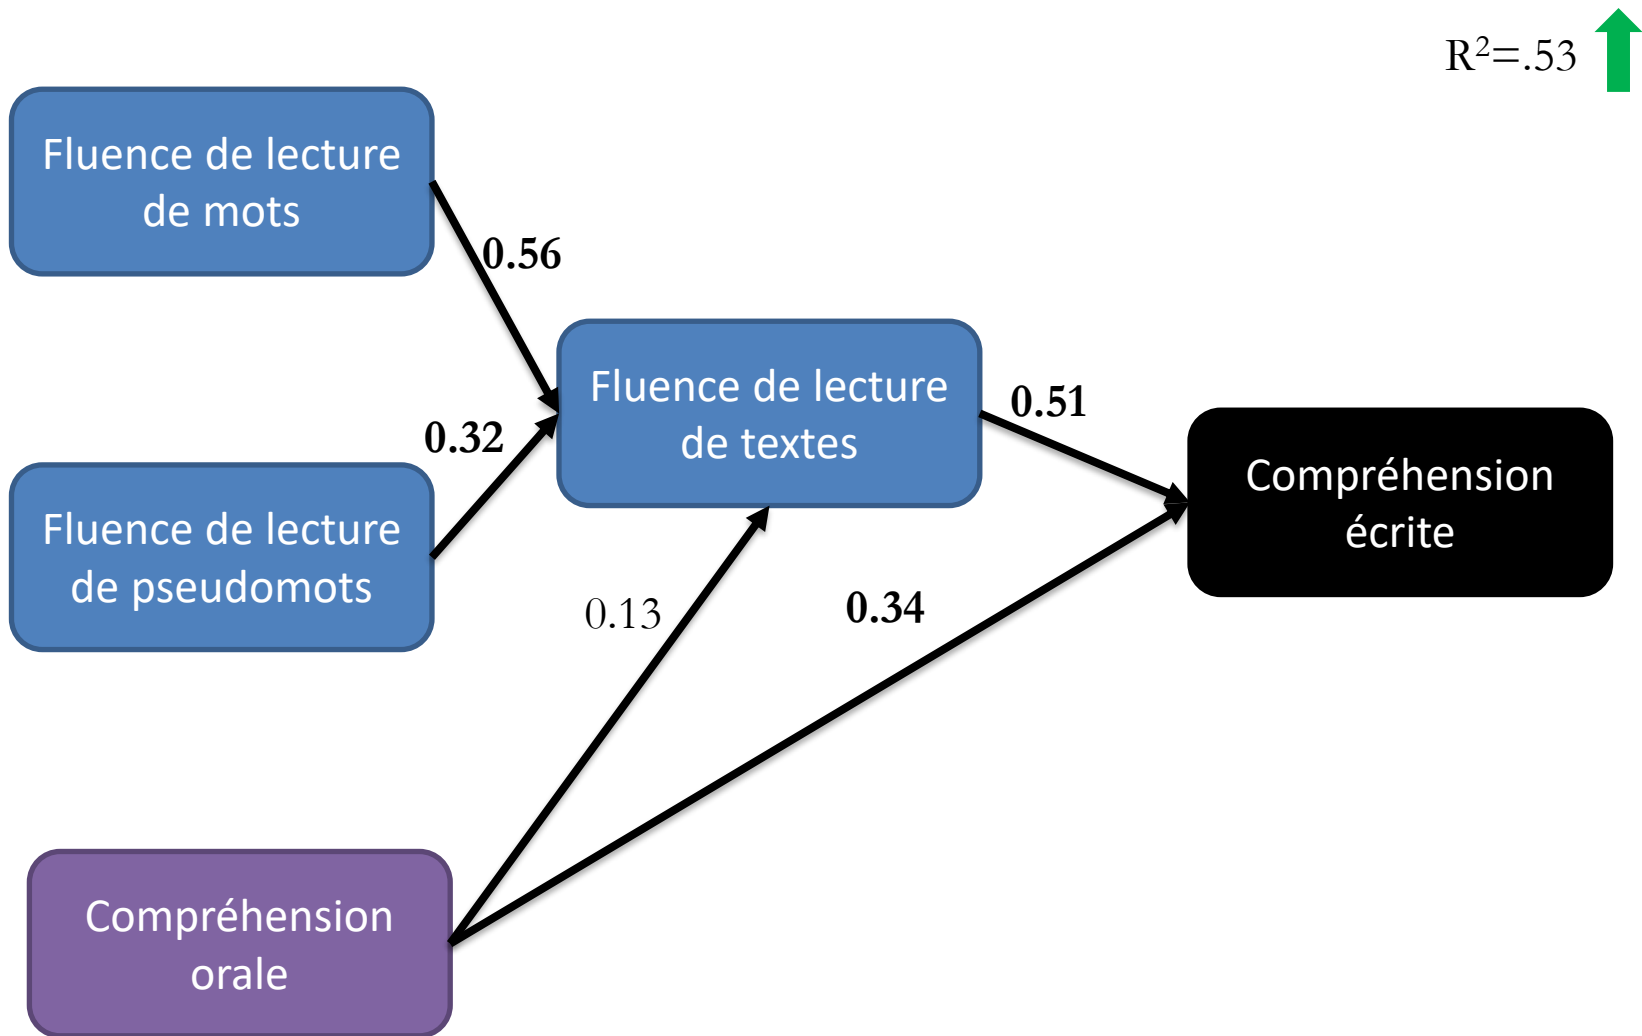 R²=.53
Fluence de lecture
de mots
0.56
Fluence de lecture
de textes
0.51
0.32
Compréhension
écrite
Fluence de lecture
de pseudomots
0.13
0.34
Compréhension
orale